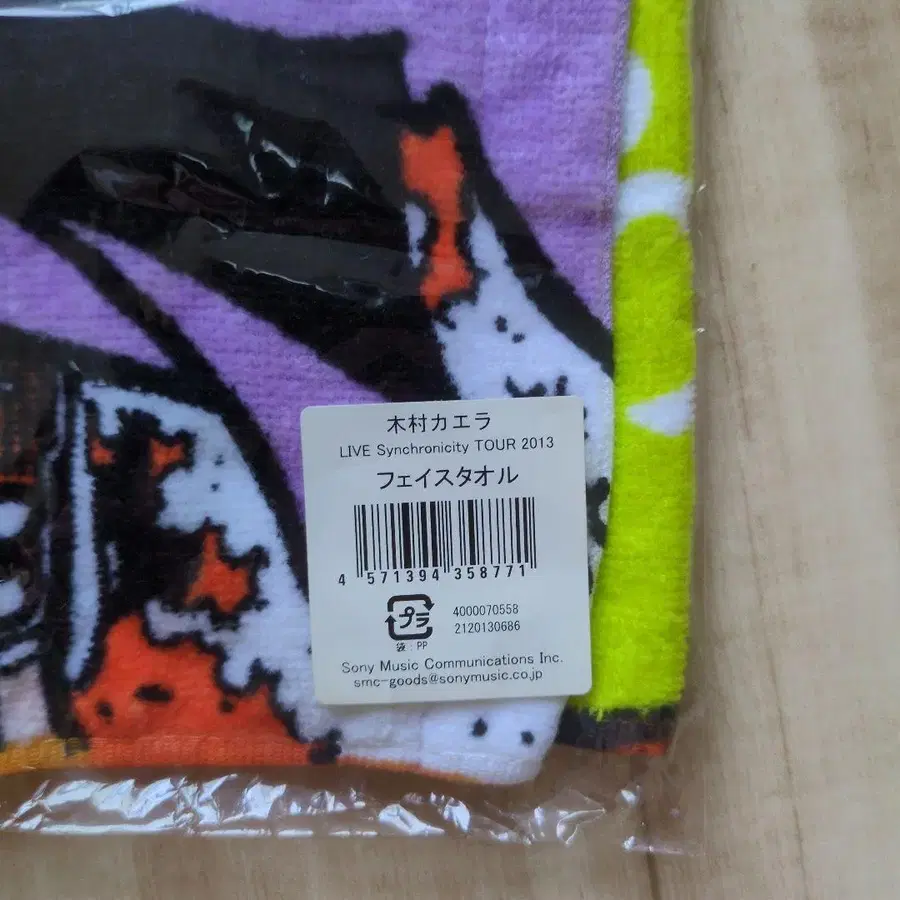 木村カエラ
LIVE Synchronicity TOUR 2013
フェイスタオル
4 571394 358771
プラ
袋：PP
4000070558
2120130686
Sony Music Communications Inc.
smc-goods@sonymusic.co.jp